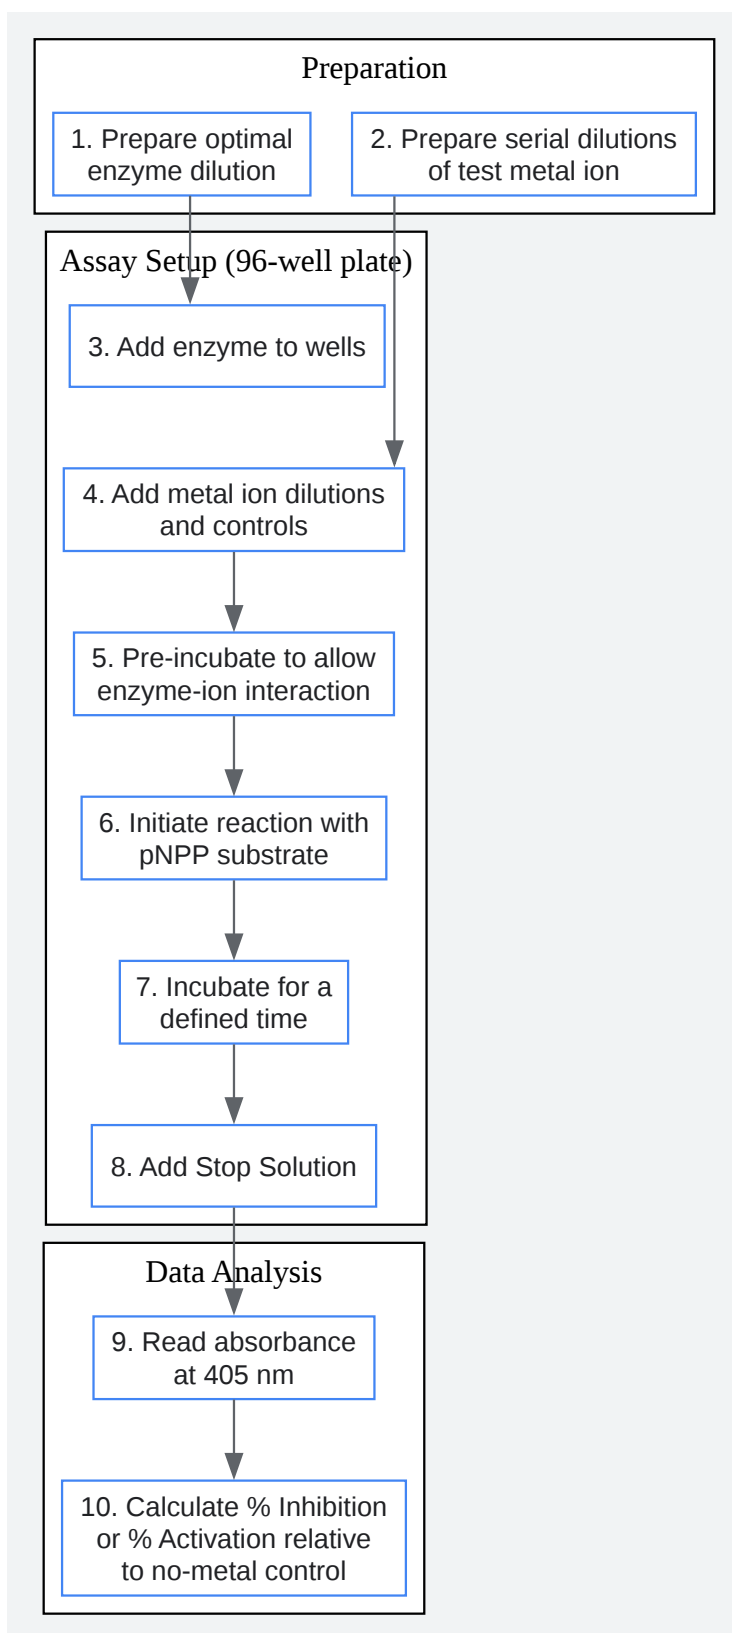 Preparation
1. Prepare optimal
enzyme dilution
2. Prepare serial dilutions
of test metal ion
Assay Setup (96-well plate)
3. Add enzyme to wells
4. Add metal ion dilutions
and controls
5. Pre-incubate to allow
enzyme-ion interaction
6. Initiate reaction with
pNPP substrate
7. Incubate for a
defined time
8. Add Stop Solution
Data Analysis
9. Read absorbance
at 405 nm
10. Calculate % Inhibition
or % Activation relative
to no-metal control